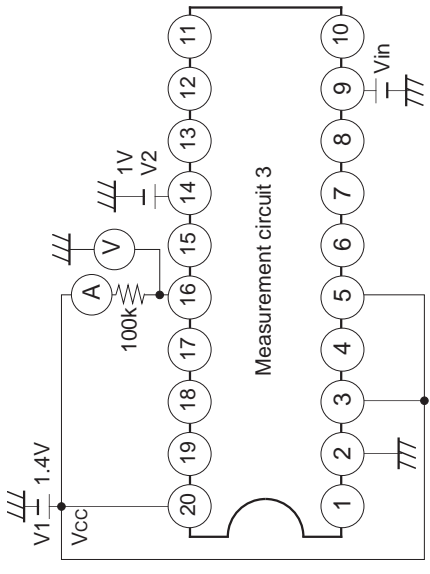 11 12 13 14 15 16 17 18 19 20
10 9 8 7 6 5 4 3 2 1
1V
V2
V
A
100k
1.4V
V1
VCC
Vin
Measurement circuit 3